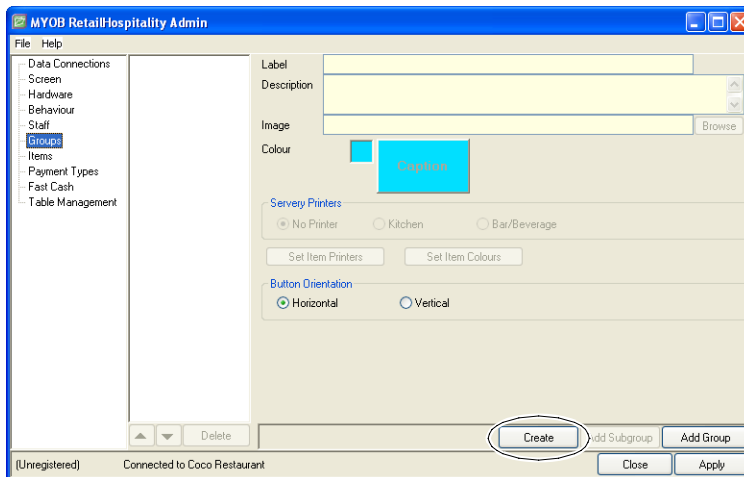 MYOB RetailHospitality Admin
File Help
Data Connections
Screen
Hardware
Behaviour
Staff
Groups
Items
Payment Types
Fast Cash
Table Management
Label
Description
Image
Browse
Colour
Caption
Servery Printers
No Printer
Kitchen
Bar/Beverage
Set Item Printers
Set Item Colours
Button Orientation
Horizontal
Vertical
Delete
Create
Add Subgroup
Add Group
(Unregistered)
Connected to Coco Restaurant
Close
Apply